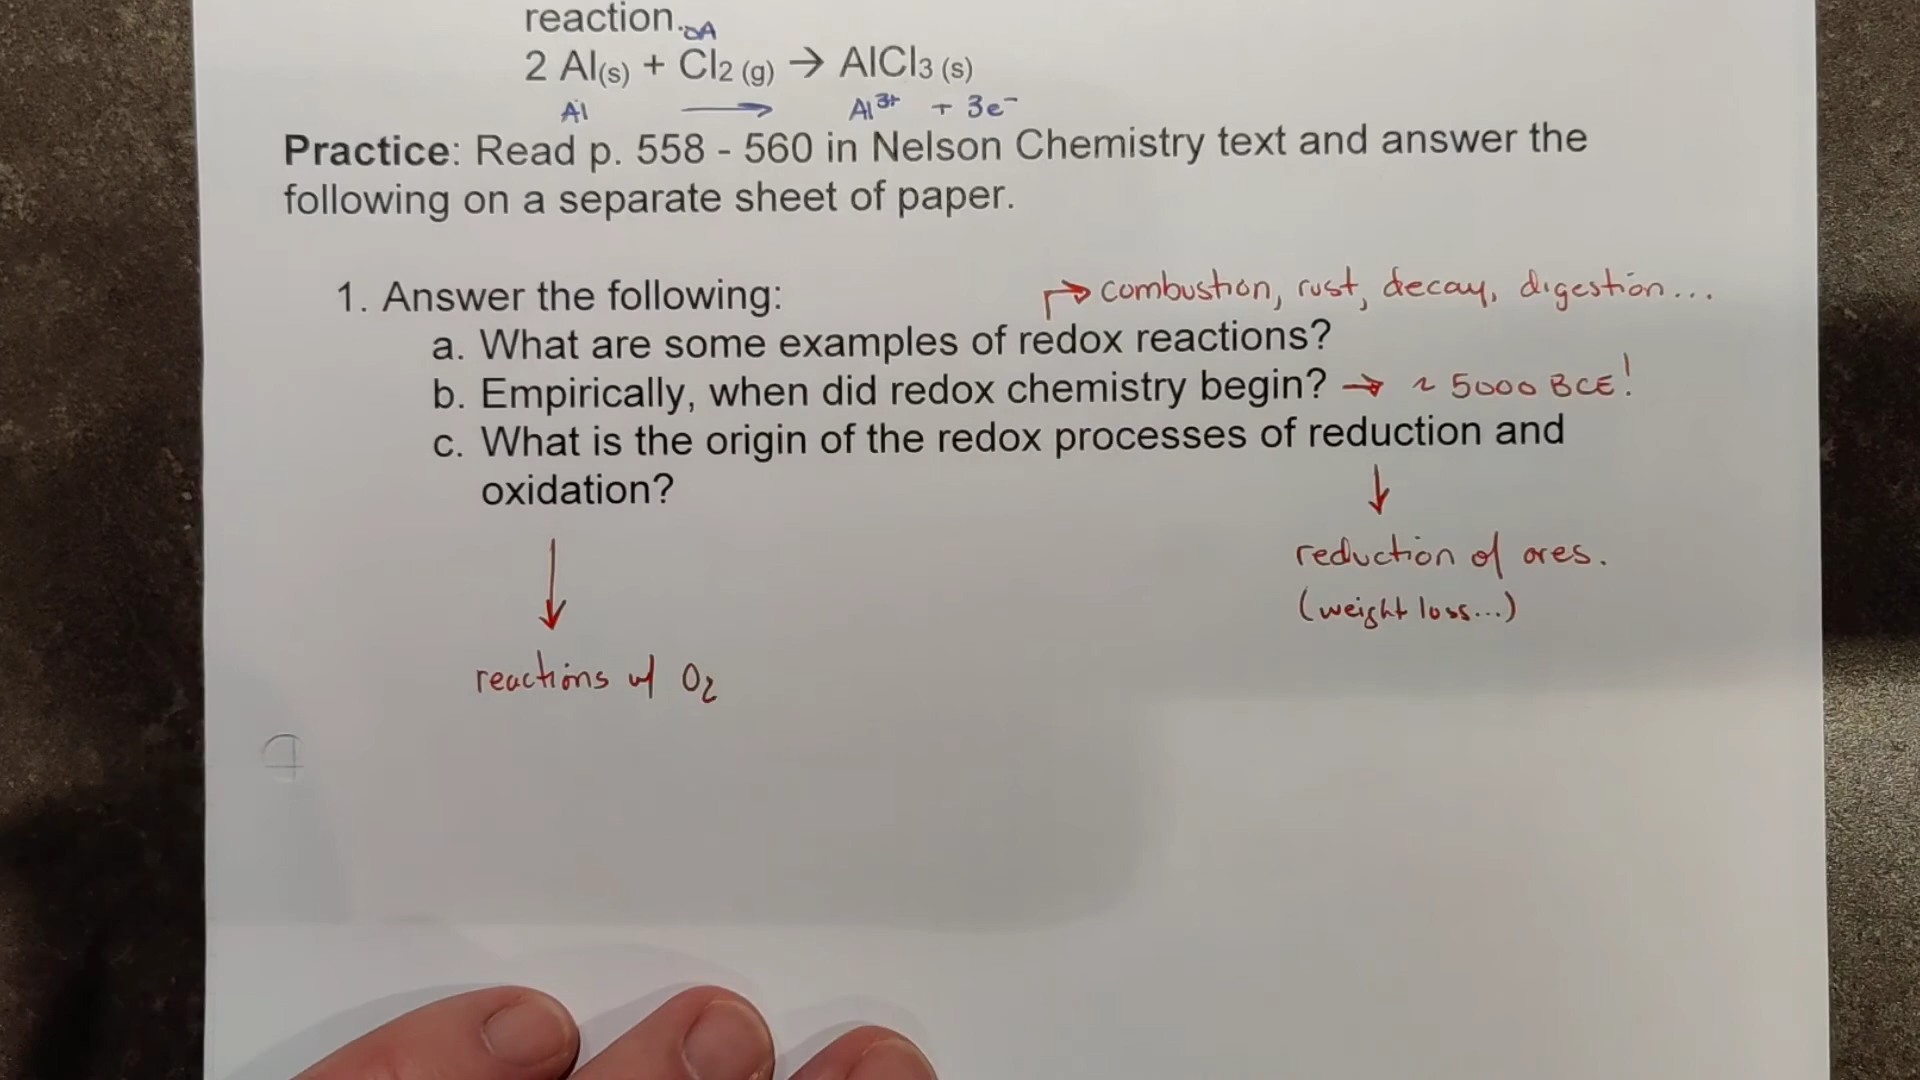 reaction.
OA
2 Al(s) + Cl2 (g) → AlCl3 (s)
Al → Al³⁺ + 3e⁻
Practice: Read p. 558 - 560 in Nelson Chemistry text and answer the
following on a separate sheet of paper.
1. Answer the following:
→ combustion, rust, decay, digestion...
a. What are some examples of redox reactions?
b. Empirically, when did redox chemistry begin? → ~ 5000 BCE!
c. What is the origin of the redox processes of reduction and
oxidation?
reduction of ores.
(weight loss...)
reactions w/ O₂